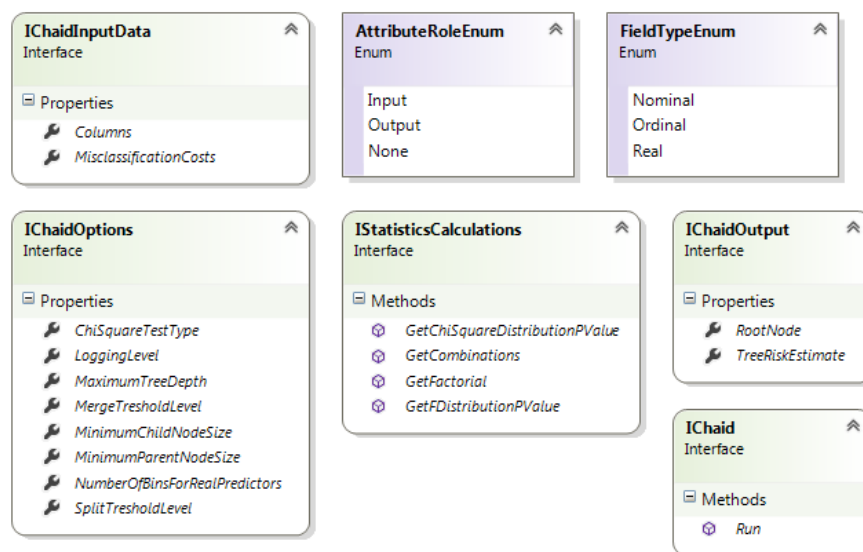 IChaidInputData
Interface
Properties
Columns
MisclassificationCosts
AttributeRoleEnum
Enum
Input
Output
None
FieldTypeEnum
Enum
Nominal
Ordinal
Real
IChaidOptions
Interface
Properties
ChiSquareTestType
LoggingLevel
MaximumTreeDepth
MergeTresholdLevel
MinimumChildNodeSize
MinimumParentNodeSize
NumberOfBinsForRealPredictors
SplitTresholdLevel
IStatisticsCalculations
Interface
Methods
GetChiSquareDistributionPValue
GetCombinations
GetFactorial
GetFDistributionPValue
IChaidOutput
Interface
Properties
RootNode
TreeRiskEstimate
IChaid
Interface
Methods
Run